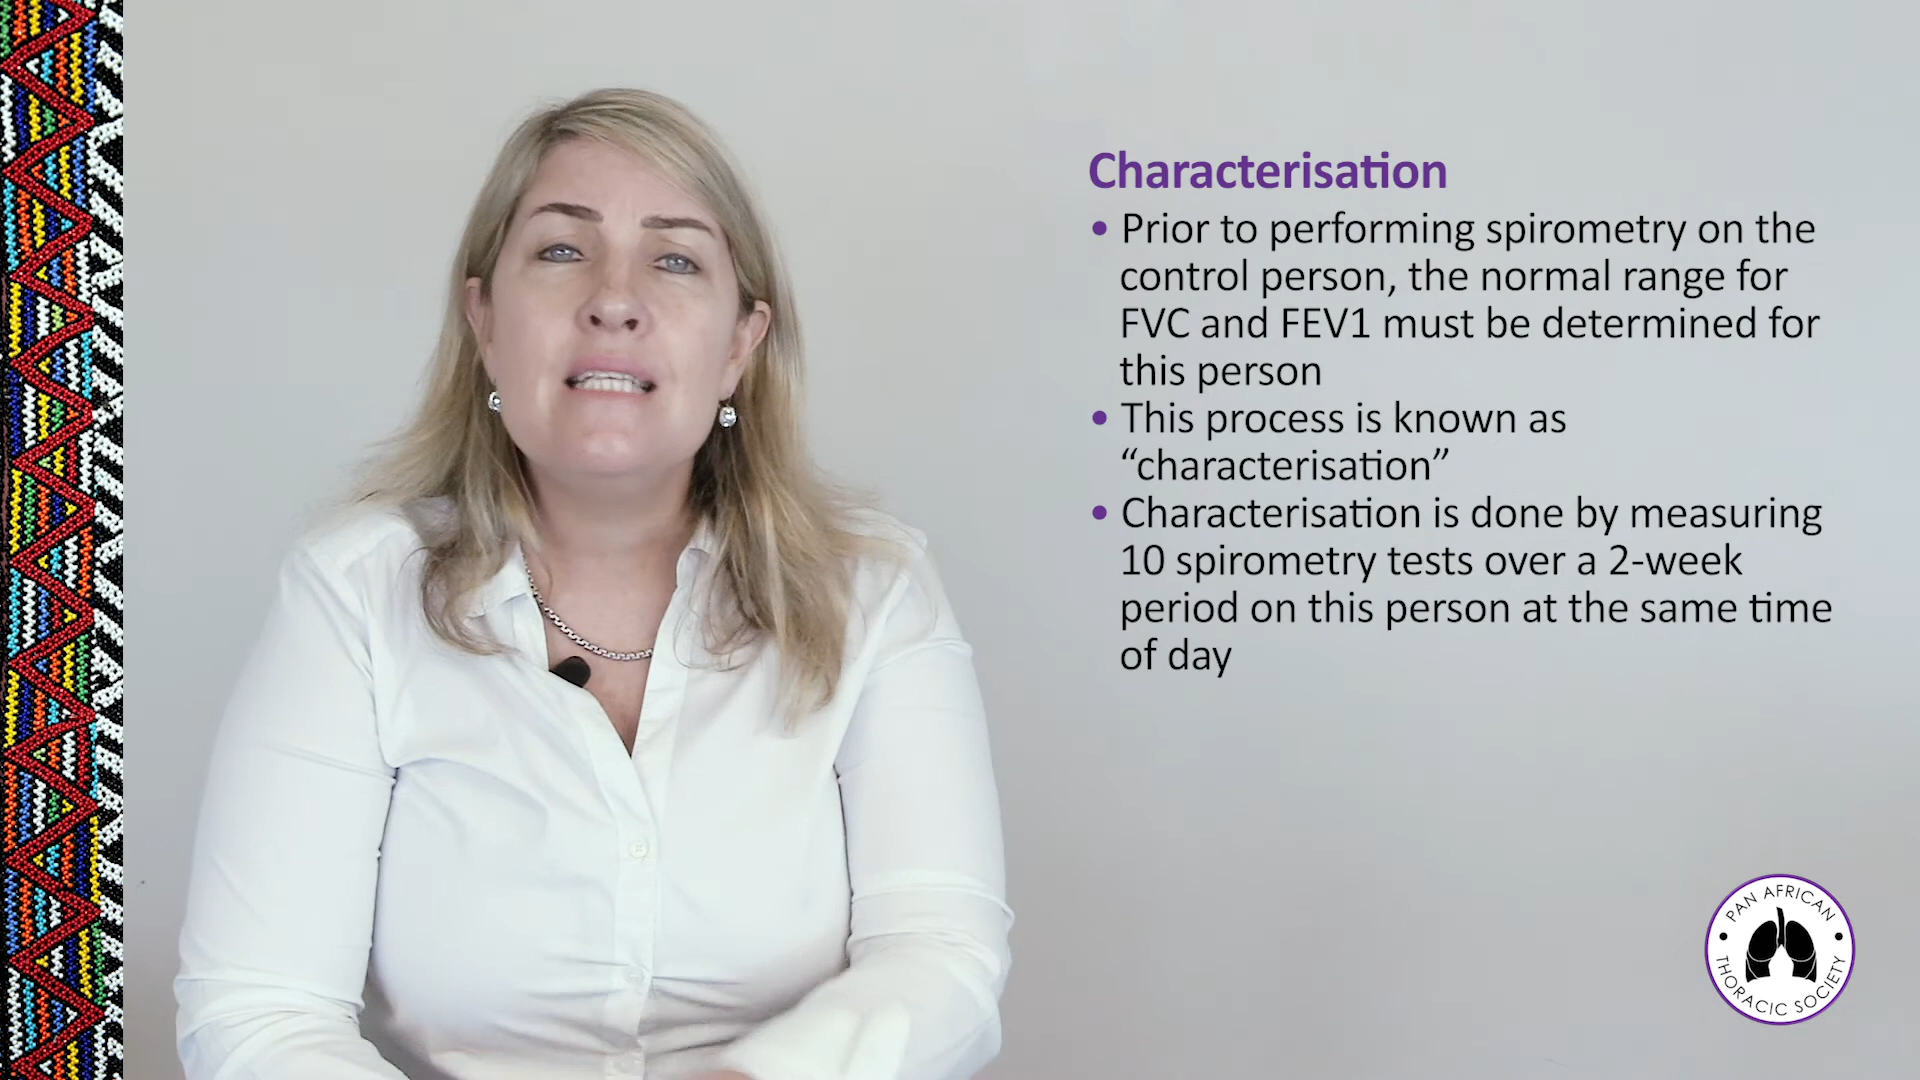 Characterisation
• Prior to performing spirometry on the
control person, the normal range for
FVC and FEV1 must be determined for
this person
• This process is known as
“characterisation”
• Characterisation is done by measuring
10 spirometry tests over a 2-week
period on this person at the same time
of day
PAN AFRICAN
THORACIC SOCIETY